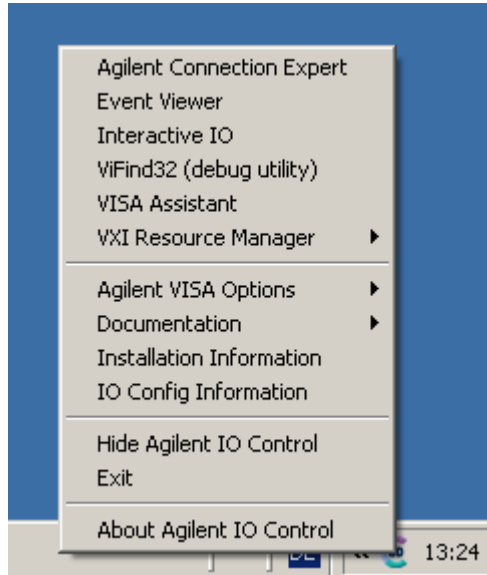 Agilent Connection Expert
Event Viewer
Interactive IO
ViFind32 (debug utility)
VISA Assistant
VXI Resource Manager
Agilent VISA Options
Documentation
Installation Information
IO Config Information
Hide Agilent IO Control
Exit
About Agilent IO Control
13:24